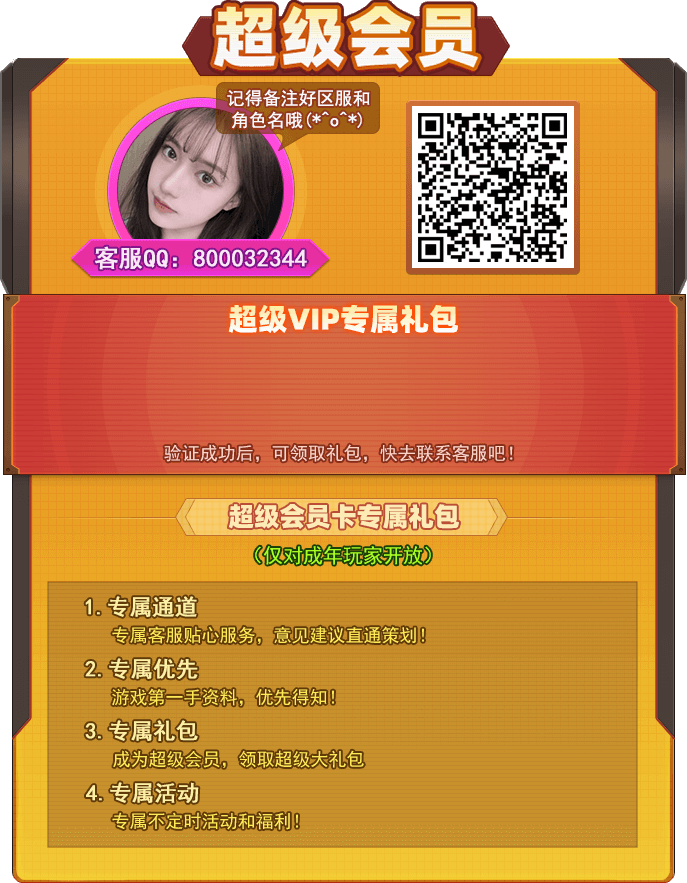 超级会员
记得备注好区服和
角色名哦(*^o^*)
客服QQ：800032344
超级VIP专属礼包
验证成功后，可领取礼包，快去联系客服吧！
超级会员卡专属礼包
（仅对成年玩家开放）
1.专属通道
专属客服贴心服务，意见建议直通策划！
2.专属优先
游戏第一手资料，优先得知！
3.专属礼包
成为超级会员，领取超级大礼包
4.专属活动
专属不定时活动和福利！